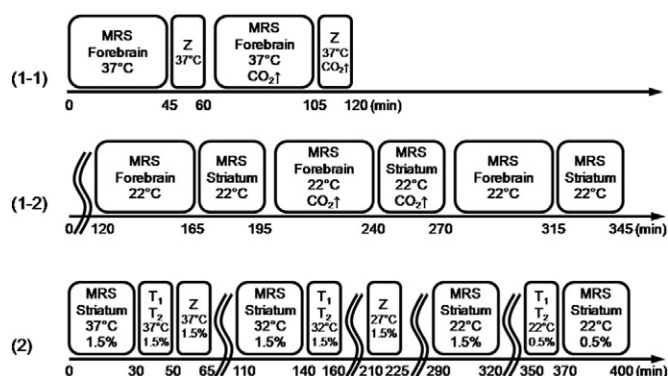 (1-1)
MRS
Forebrain
37°C
Z
37°C
MRS
Forebrain
37°C
CO₂↑
Z
37°C
CO₂↑
0 45 60 105 120 (min)
(1-2)
MRS
Forebrain
22°C
MRS
Striatum
22°C
MRS
Forebrain
22°C
CO₂↑
MRS
Striatum
22°C
CO₂↑
MRS
Forebrain
22°C
MRS
Striatum
22°C
0 120 165 195 240 270 315 345 (min)
(2)
MRS
Striatum
37°C
1.5%
T₁
T₂
37°C
1.5%
Z
37°C
1.5%
MRS
Striatum
32°C
1.5%
T₁
T₂
32°C
1.5%
Z
27°C
1.5%
MRS
Striatum
22°C
1.5%
T₁
T₂
22°C
0.5%
MRS
Striatum
22°C
0.5%
0 30 50 65 110 140 160 210 225 290 320 350 360 400 (min)